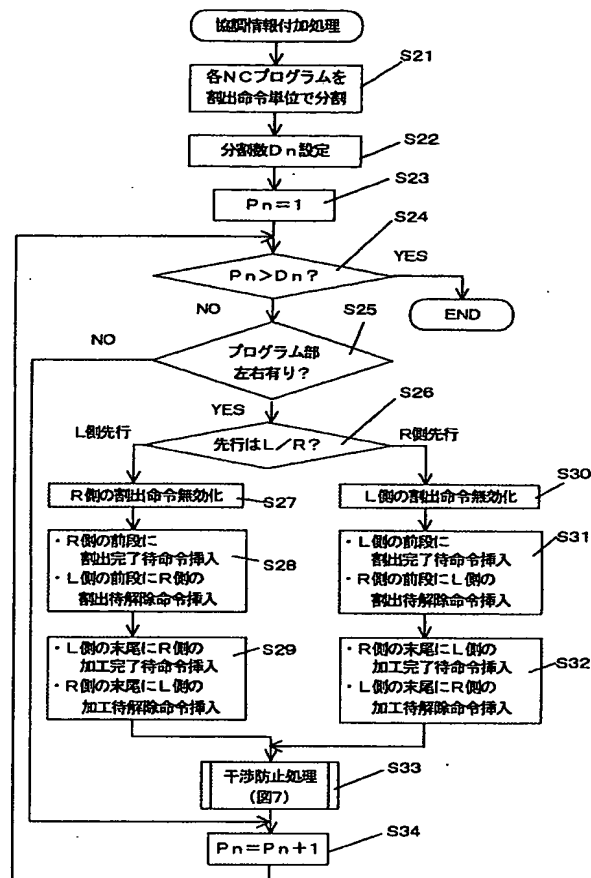 協調情報付加処理
S21
各NCプログラムを
割出命令単位で分割
S22
分割数Dn設定
S23
Pn=1
S24
Pn>Dn?
YES
END
NO
S25
NO
プログラム部
左右有り?
YES
S26
L側先行
先行はL/R?
R側先行
R側の割出命令無効化
S27
L側の割出命令無効化
S30
・R側の前段に
割出完了待命令挿入
・L側の前段にR側の
割出待解除命令挿入
S28
・L側の前段に
割出完了待命令挿入
・R側の前段にL側の
割出待解除命令挿入
S31
・L側の末尾にR側の
加工完了待命令挿入
・R側の末尾にL側の
加工待解除命令挿入
S29
・R側の末尾にL側の
加工完了待命令挿入
・L側の末尾にR側の
加工待解除命令挿入
S32
干渉防止処理
(図7)
S33
Pn=Pn+1
S34